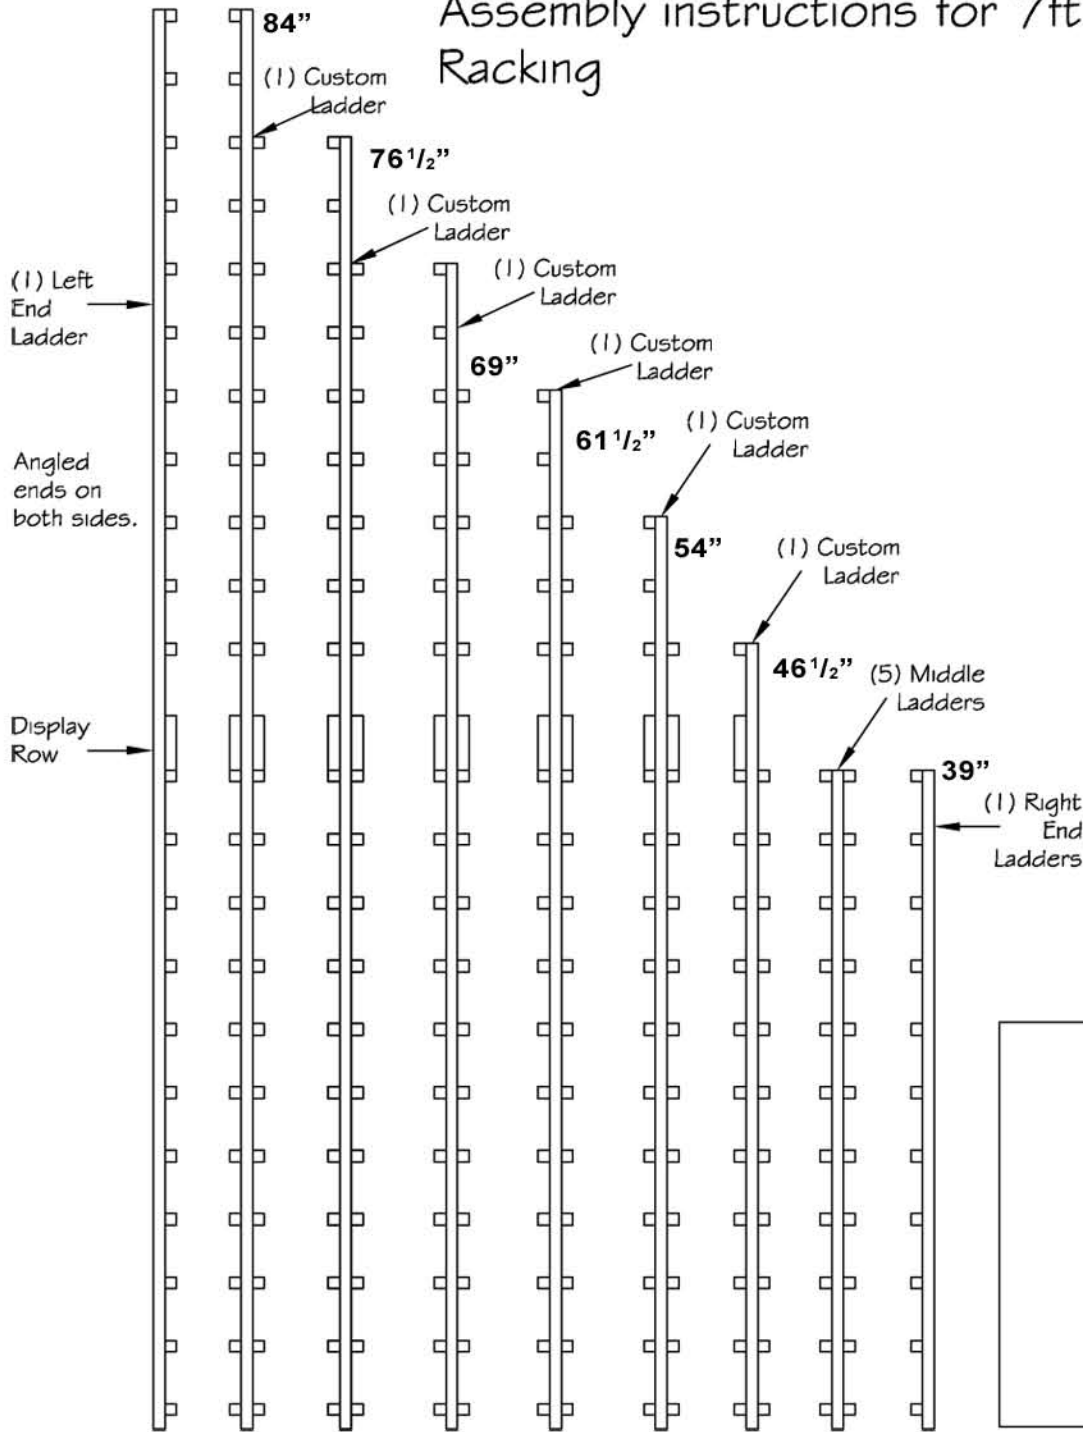 Assembly instructions for 7ft
Racking
84”
(1) Custom
Ladder
76 1/2”
(1) Custom
Ladder
(1) Left
End
Ladder
(1) Custom
Ladder
69”
(1) Custom
Ladder
61 1/2”
(1) Custom
Ladder
Angled
ends on
both sides.
54”
(1) Custom
Ladder
46 1/2”
(5) Middle
Ladders
Display
Row
39”
(1) Right
End
Ladders